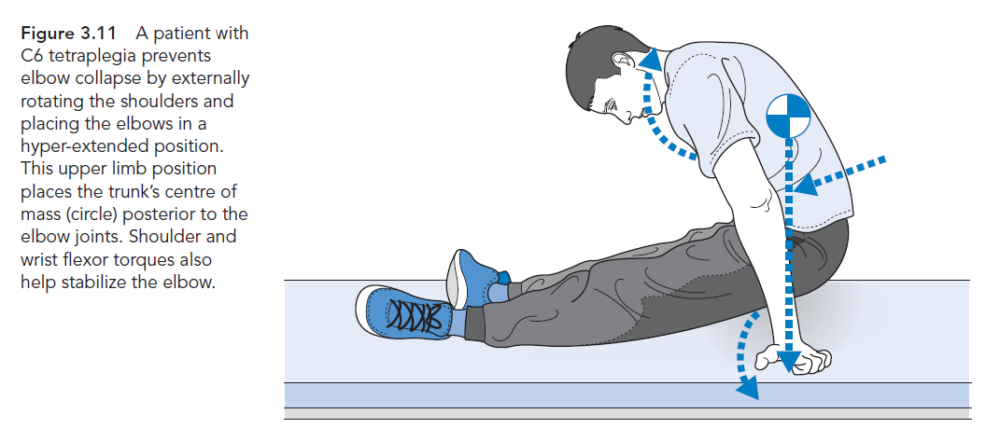 Figure 3.11 A patient with
C6 tetraplegia prevents
elbow collapse by externally
rotating the shoulders and
placing the elbows in a
hyper-extended position.
This upper limb position
places the trunk’s centre of
mass (circle) posterior to the
elbow joints. Shoulder and
wrist flexor torques also
help stabilize the elbow.